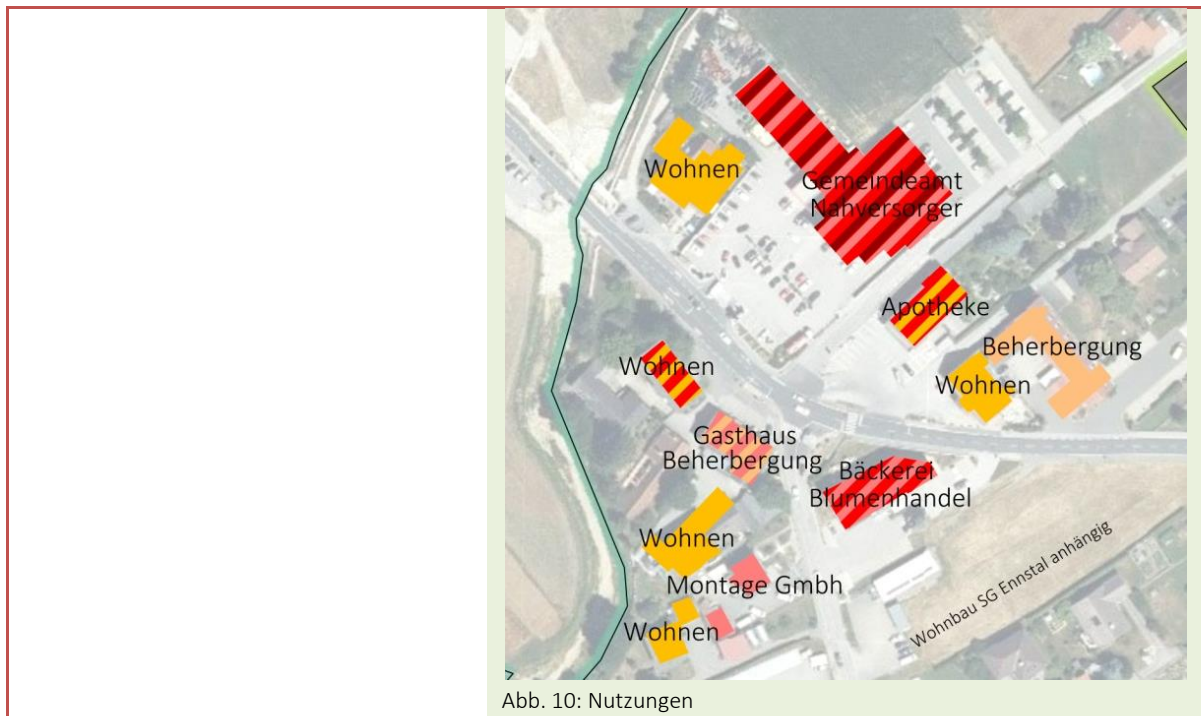 Wohnen
Gemeindeamt
Nahversorger
Apotheke
Beherbergung
Wohnen
Wohnen
Gasthaus
Beherbergung
Bäckerei
Blumenhandel
Wohnen
Montage Gmbh
Wohnen
Wohnbau SG Ennstal anhängig
Abb. 10: Nutzungen